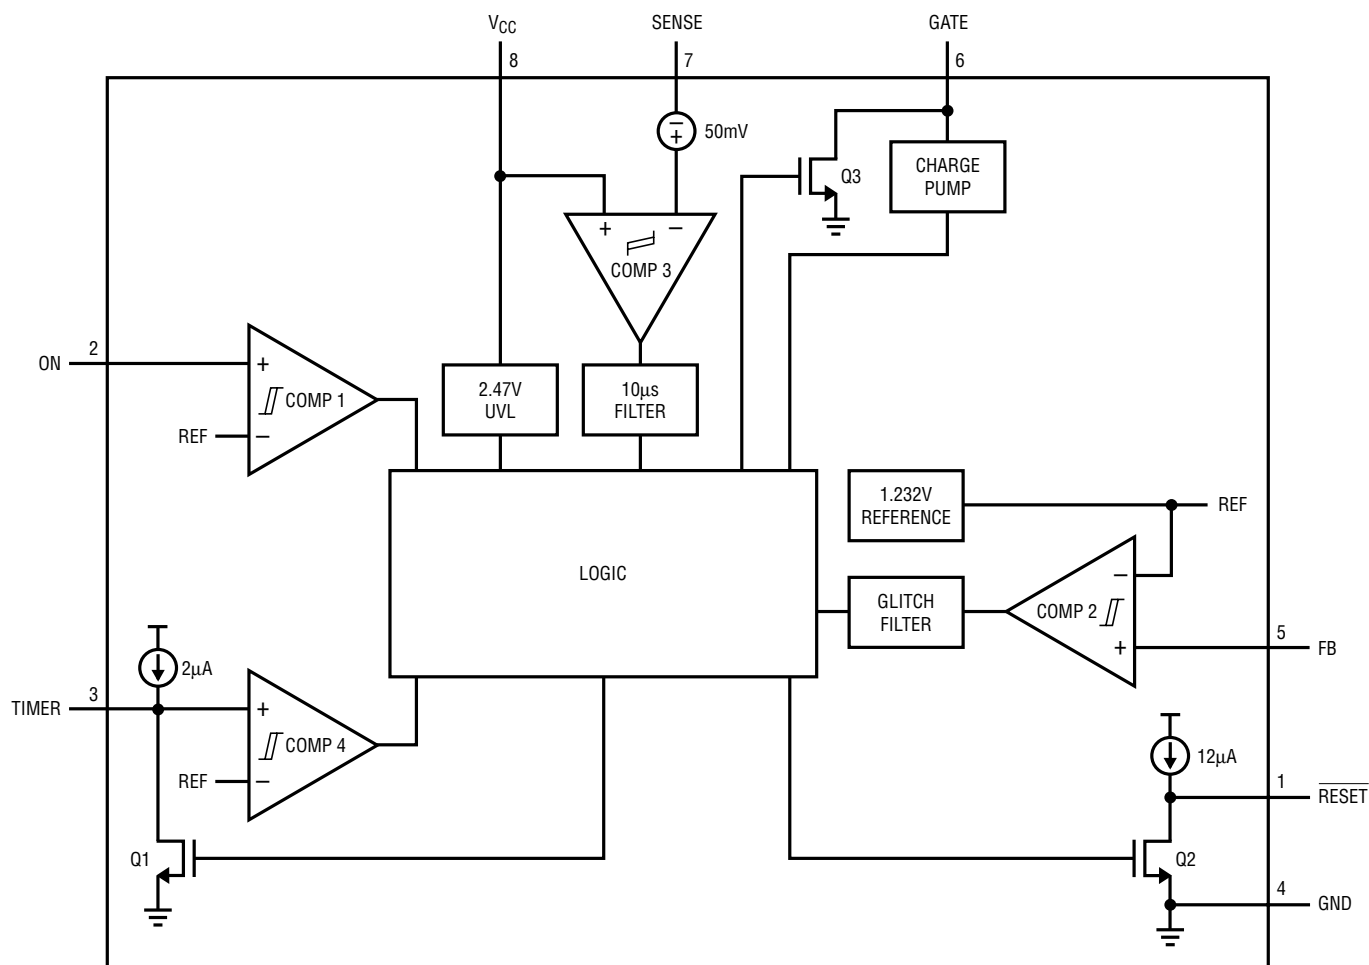 VCC
SENSE
GATE
8
7
6
50mV
Q3
CHARGE
PUMP
+
−
COMP 3
ON
2
+
COMP 1
REF
−
2.47V
UVL
10µs
FILTER
1.232V
REFERENCE
REF
LOGIC
GLITCH
FILTER
−
COMP 2
+
5
FB
2µA
TIMER
3
+
COMP 4
REF
−
12µA
1
RESET
Q1
Q2
4
GND